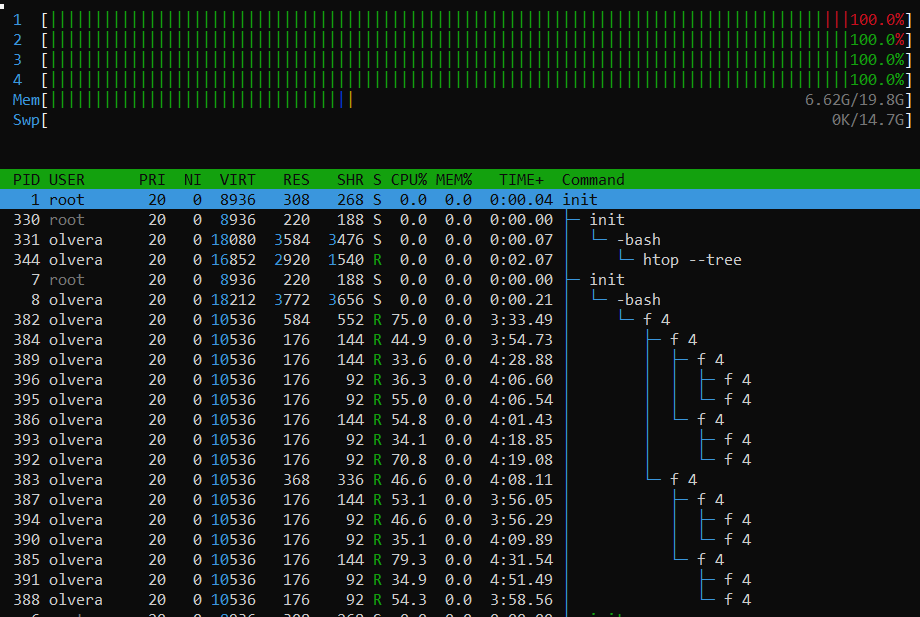 1 [100.0%]
2 [100.0%]
3 [100.0%]
4 [100.0%]
Mem[6.62G/19.8G]
Swp[0K/14.7G]
PID USER PRI NI VIRT RES SHR S CPU% MEM% TIME+ Command
1 root 20 0 8936 308 268 S 0.0 0.0 0:00.04 init
330 root 20 0 8936 220 188 S 0.0 0.0 0:00.00 init
331 olvera 20 0 18080 3584 3476 S 0.0 0.0 0:00.07 -bash
344 olvera 20 0 16852 2920 1540 R 0.0 0.0 0:02.07 htop --tree
7 root 20 0 8936 220 188 S 0.0 0.0 0:00.00 init
8 olvera 20 0 18212 3772 3656 S 0.0 0.0 0:00.21 -bash
382 olvera 20 0 10536 584 552 R 75.0 0.0 3:33.49 f 4
384 olvera 20 0 10536 176 144 R 44.9 0.0 3:54.73 f 4
389 olvera 20 0 10536 176 144 R 33.6 0.0 4:28.88 f 4
396 olvera 20 0 10536 176 92 R 36.3 0.0 4:06.60 f 4
395 olvera 20 0 10536 176 92 R 55.0 0.0 4:06.54 f 4
386 olvera 20 0 10536 176 144 R 54.8 0.0 4:01.43 f 4
393 olvera 20 0 10536 176 92 R 34.1 0.0 4:18.85 f 4
392 olvera 20 0 10536 176 92 R 70.8 0.0 4:19.08 f 4
383 olvera 20 0 10536 368 336 R 46.6 0.0 4:08.11 f 4
387 olvera 20 0 10536 176 144 R 53.1 0.0 3:56.05 f 4
394 olvera 20 0 10536 176 92 R 46.6 0.0 3:56.29 f 4
390 olvera 20 0 10536 176 92 R 35.1 0.0 4:09.89 f 4
385 olvera 20 0 10536 176 144 R 79.3 0.0 4:31.54 f 4
391 olvera 20 0 10536 176 92 R 34.9 0.0 4:51.49 f 4
388 olvera 20 0 10536 176 92 R 54.3 0.0 3:58.56 f 4